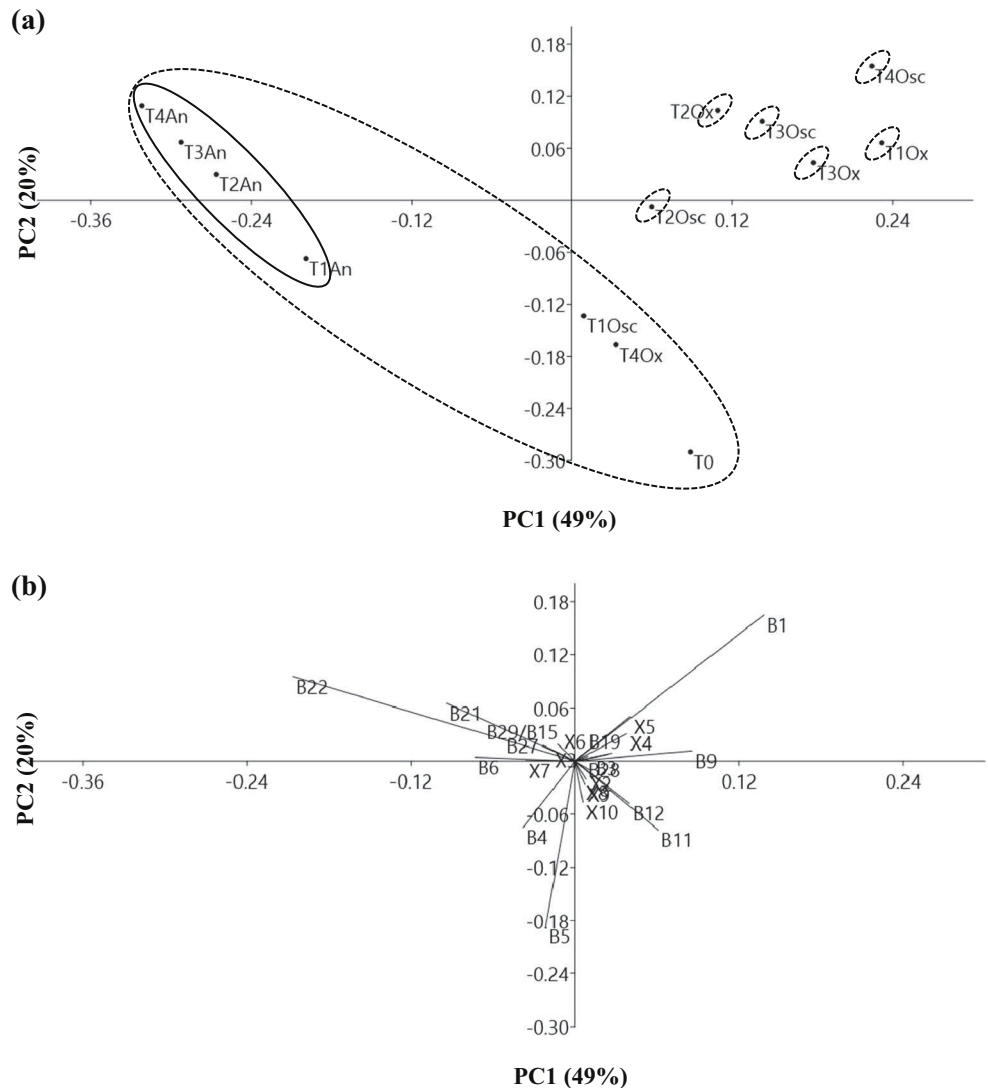 (a)
0.18
T4Osc
0.12
T4An
T2Ox
T3Osc
T3An
0.06
T1Ox
T2An
T3Ox
-0.36
-0.24
-0.12
0.12
0.24
T2Osc
PC2 (20%)
-0.06
T1An
-0.12
T1Osc
T4Ox
-0.18
-0.24
-0.30
T0
PC1 (49%)
(b)
0.18
B1
0.12
B22
0.06
B21
X5
B29/B15
X6
B19
X4
B27
B9
B6
X7
-0.36
-0.24
-0.12
0.12
0.24
PC2 (20%)
-0.06
X10
B12
B4
B11
-0.12
-0.18
B5
-0.24
-0.30
PC1 (49%)